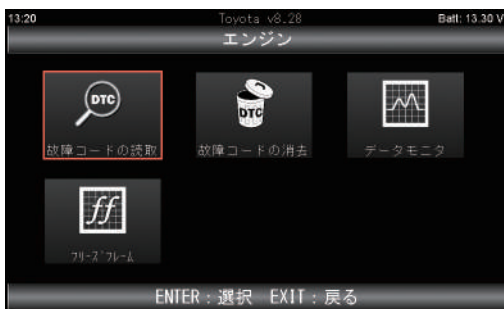 13:20 Toyota v8.28 Batt: 13.30 V
エンジン
DTC
DTC
故障コードの読取 故障コードの消去 データモニタ
ff
フリーズフレーム
ENTER：選択 EXIT：戻る